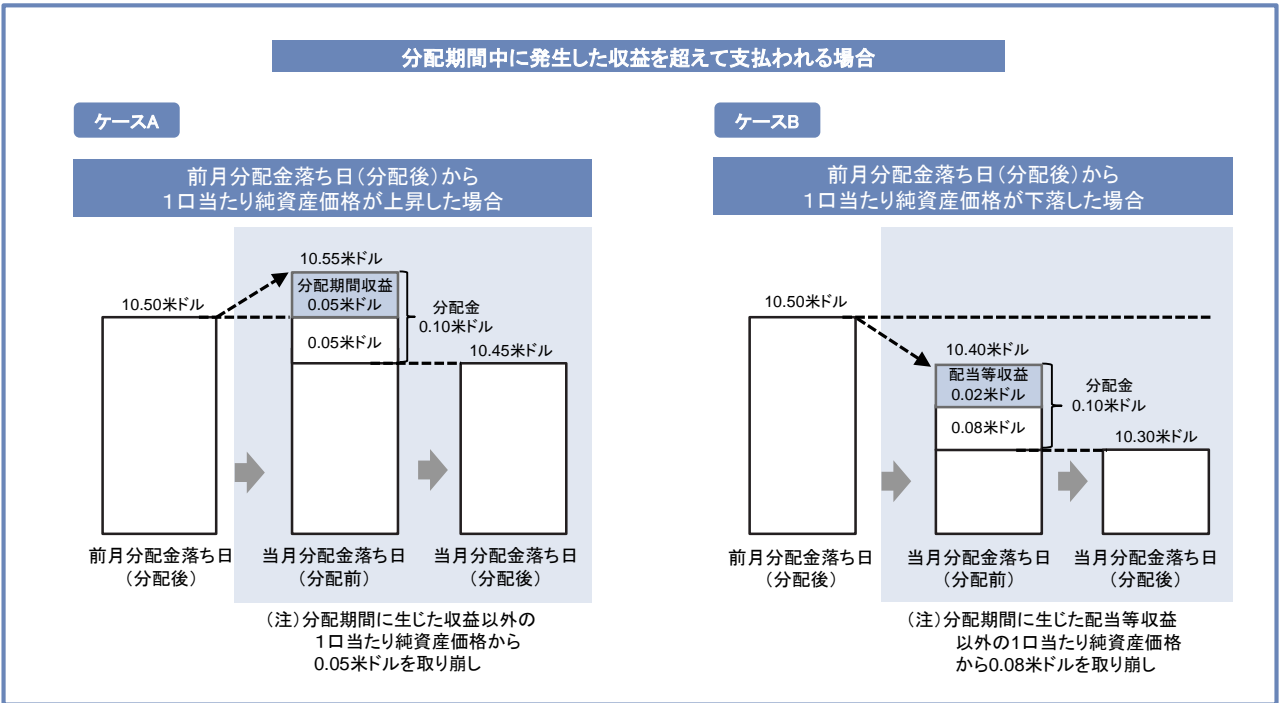 分配期間中に発生した収益を超えて支払われる場合
ケースA
前月分配金落ち日（分配後）から
1口当たり純資産価格が上昇した場合
10.55米ドル
分配期間収益
0.05米ドル
10.50米ドル
分配金
0.10米ドル
0.05米ドル
10.45米ドル
前月分配金落ち日
（分配後）
当月分配金落ち日
（分配前）
当月分配金落ち日
（分配後）
（注）分配期間に生じた収益以外の
1口当たり純資産価格から
0.05米ドルを取り崩し
ケースB
前月分配金落ち日（分配後）から
1口当たり純資産価格が下落した場合
10.50米ドル
10.40米ドル
配当等収益
0.02米ドル
分配金
0.10米ドル
0.08米ドル
10.30米ドル
前月分配金落ち日
（分配後）
当月分配金落ち日
（分配前）
当月分配金落ち日
（分配後）
（注）分配期間に生じた配当等収益
以外の1口当たり純資産価格
から0.08米ドルを取り崩し